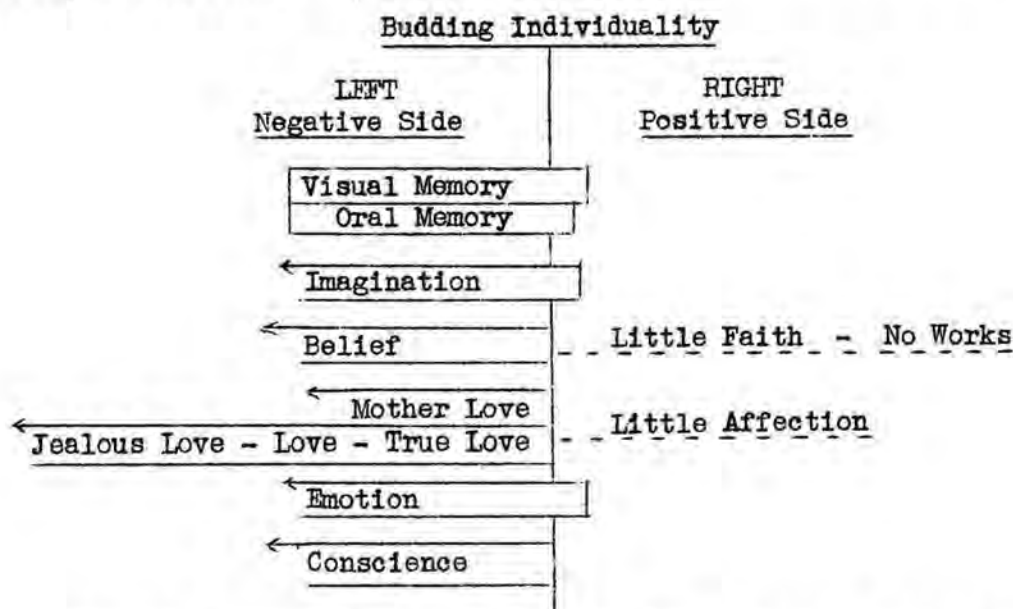 Budding Individuality
LEFT RIGHT
Negative Side Positive Side
Visual Memory
Oral Memory
Imagination
Belief Little Faith - No Works
Mother Love
Jealous Love - Love - True Love Little Affection
Emotion
Conscience